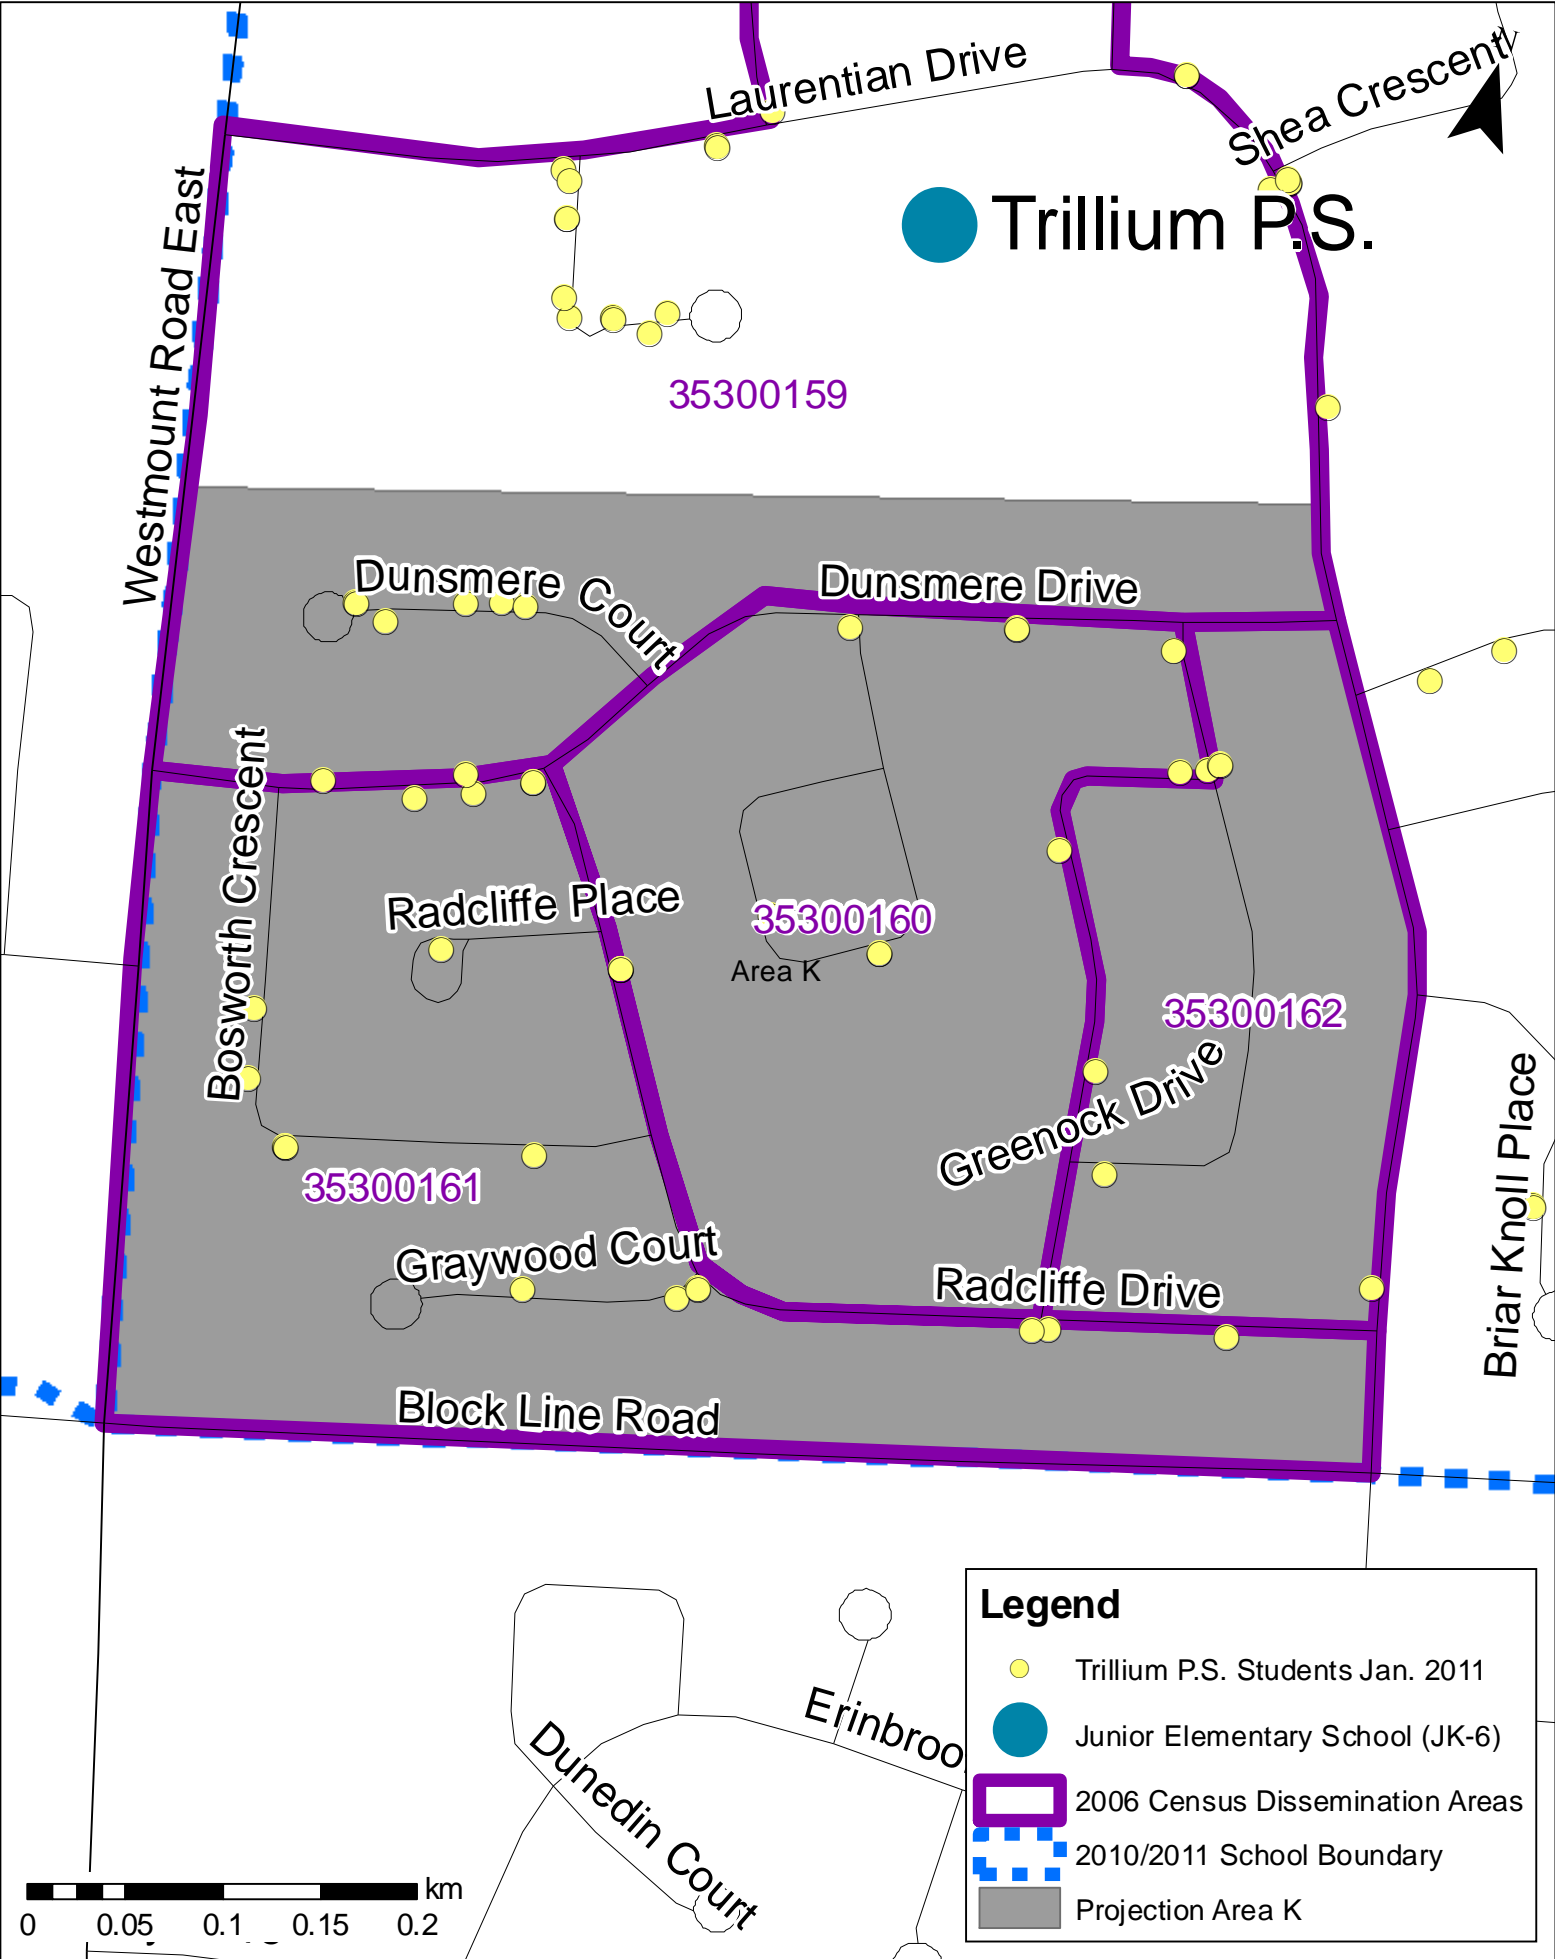 Laurentian Drive
Shea Crescent
Trillium P.S.
Westmount Road East
35300159
Dunsmere Court
Dunsmere Drive
Bosworth Crescent
Radcliffe Place
35300160
Area K
35300162
Greenock Drive
35300161
Briar Knoll Place
Graywood Court
Radcliffe Drive
Block Line Road
Erinbroo
Dunedin Court
Legend
Trillium P.S. Students Jan. 2011
Junior Elementary School (JK-6)
2006 Census Dissemination Areas
2010/2011 School Boundary
Projection Area K
km
0 0.05 0.1 0.15 0.2